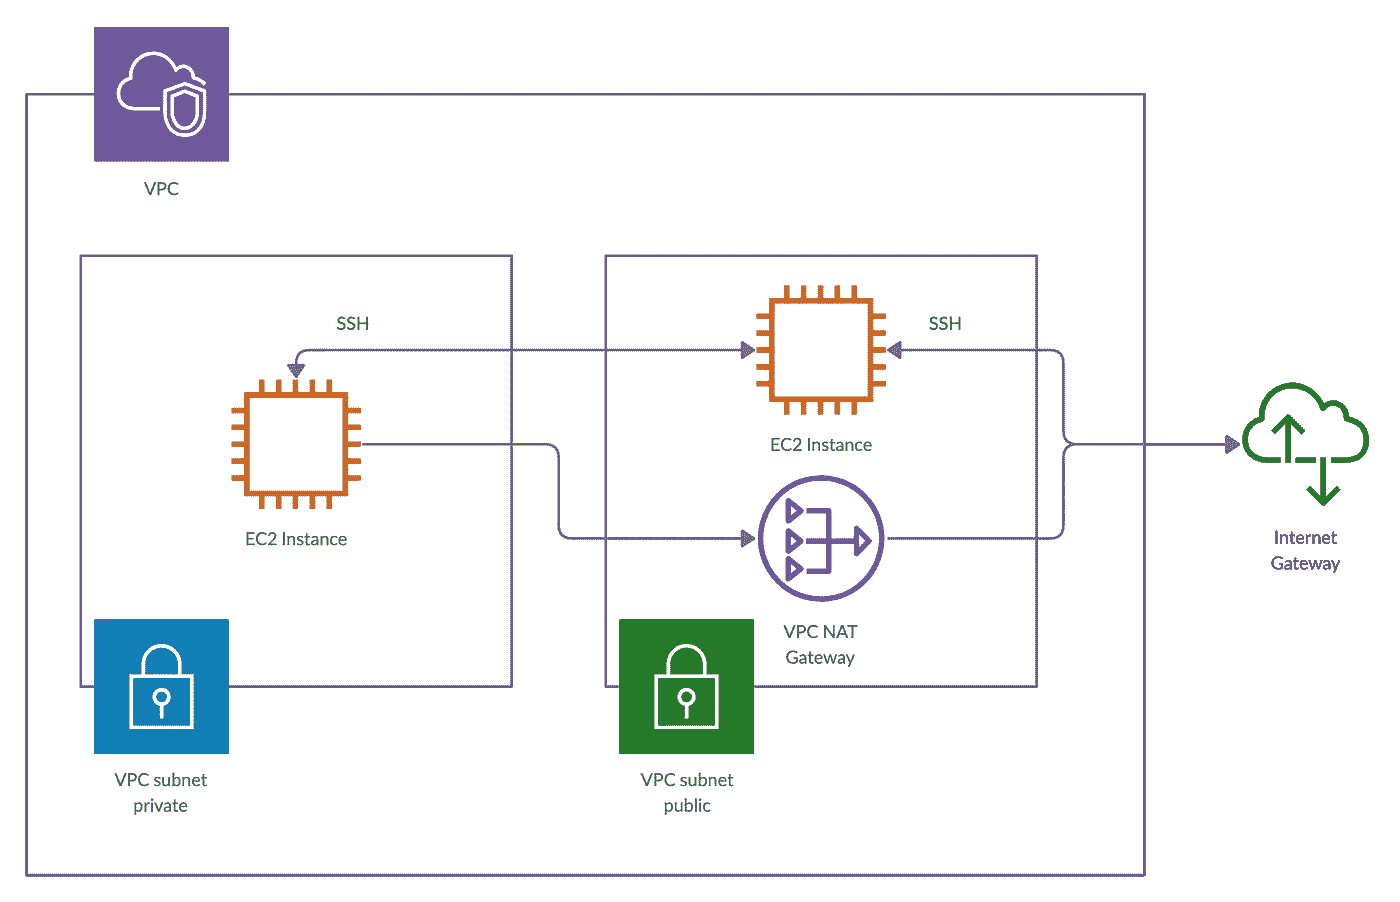 VPC
SSH
SSH
EC2 Instance
EC2 Instance
Internet
Gateway
VPC NAT
Gateway
VPC subnet
private
VPC subnet
public